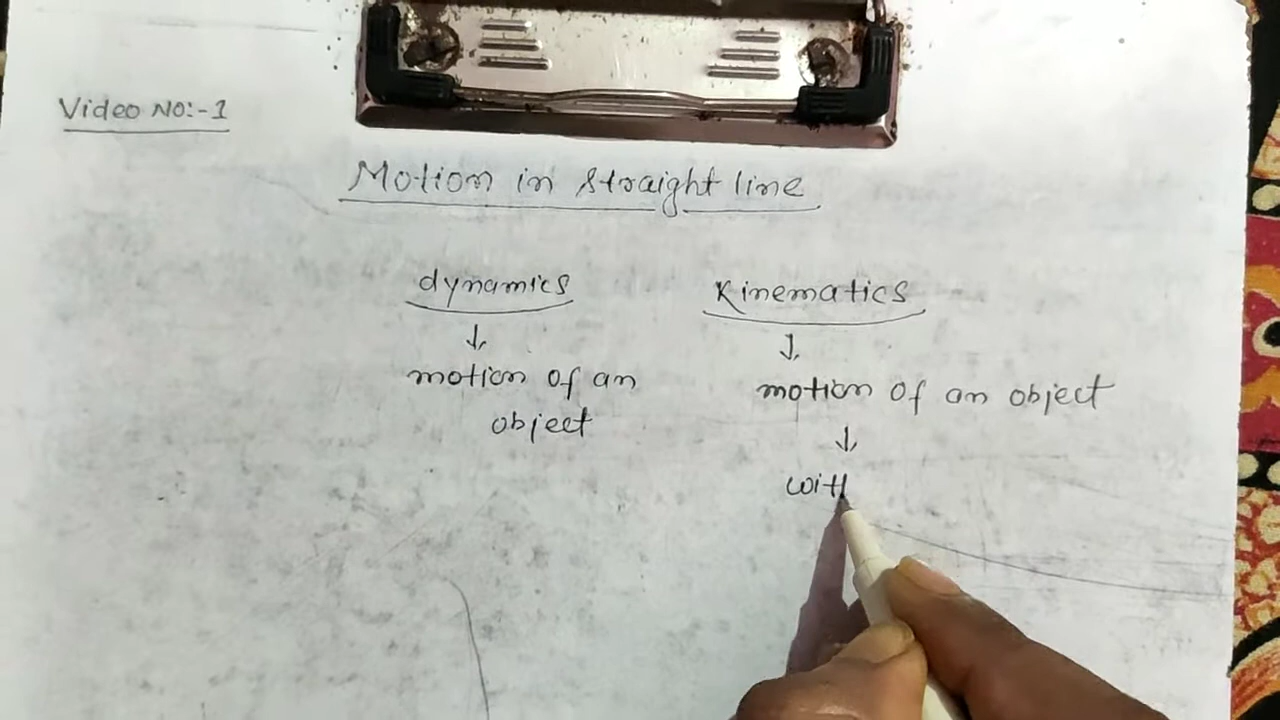 Video No:-1
Motion in straight line
dynamics
Kinematics
↓
↓
motion of an
object
motion of an object
↓
with